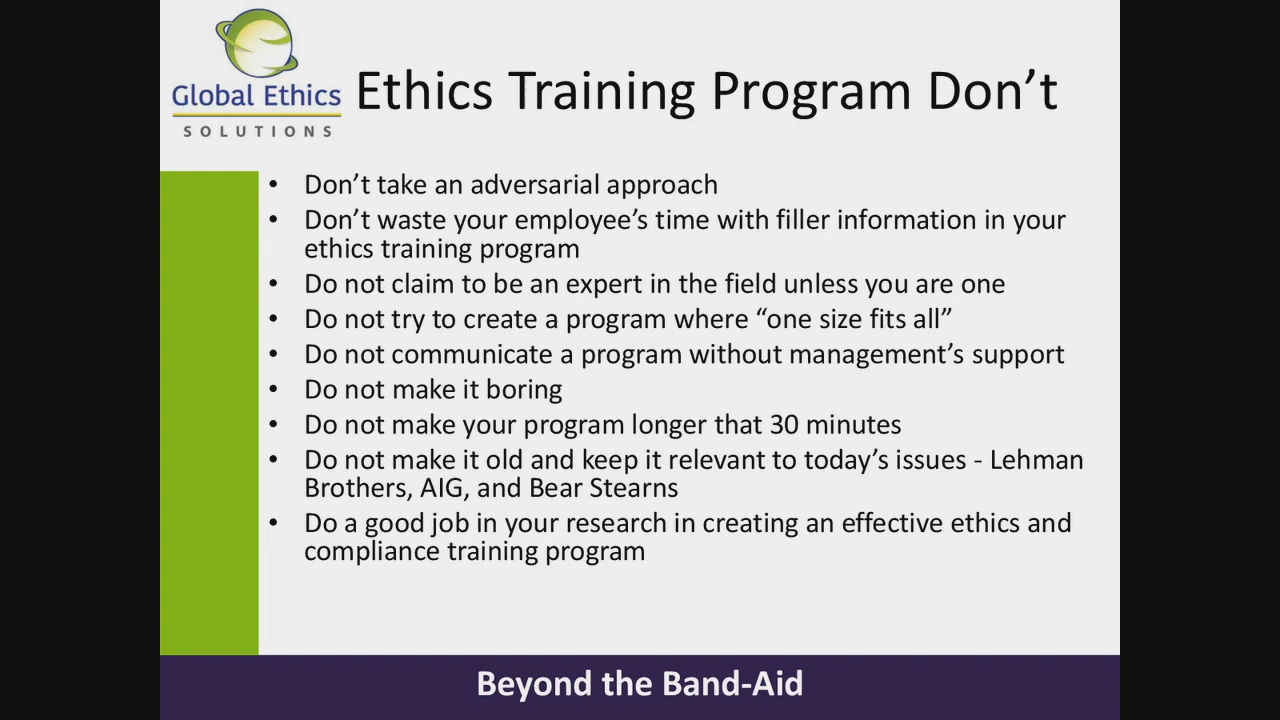 Global Ethics
SOLUTIONS
Ethics Training Program Don’t
• Don’t take an adversarial approach
• Don’t waste your employee’s time with filler information in your
ethics training program
• Do not claim to be an expert in the field unless you are one
• Do not try to create a program where “one size fits all”
• Do not communicate a program without management’s support
• Do not make it boring
• Do not make your program longer that 30 minutes
• Do not make it old and keep it relevant to today’s issues - Lehman
Brothers, AIG, and Bear Stearns
• Do a good job in your research in creating an effective ethics and
compliance training program
Beyond the Band-Aid